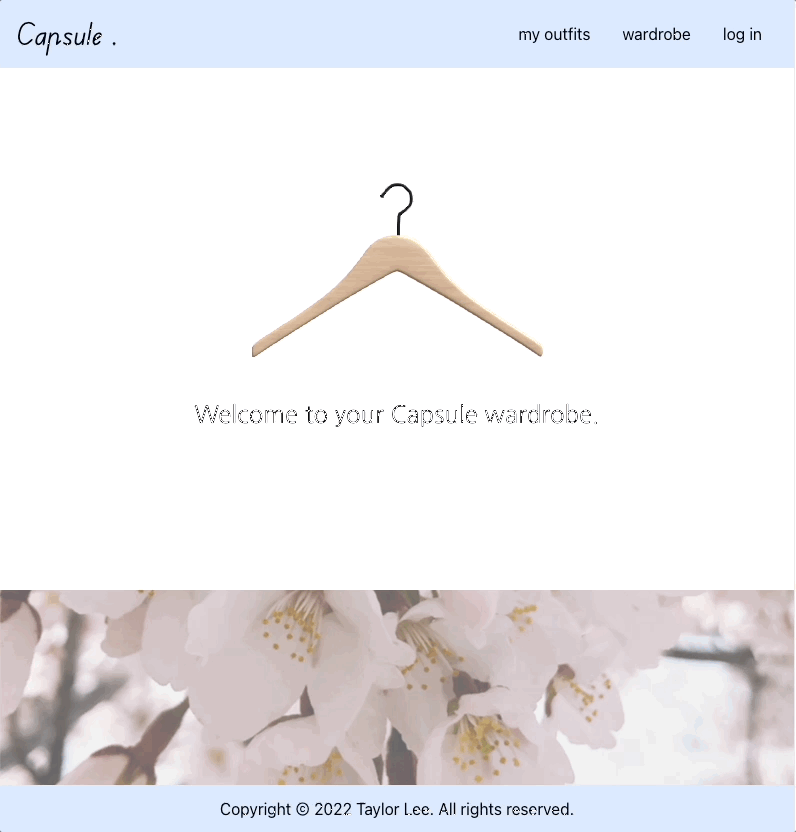 Capsule .
my outfits wardrobe log in
Welcome to your Capsule wardrobe.
Copyright © 2022 Taylor Lee. All rights reserved.